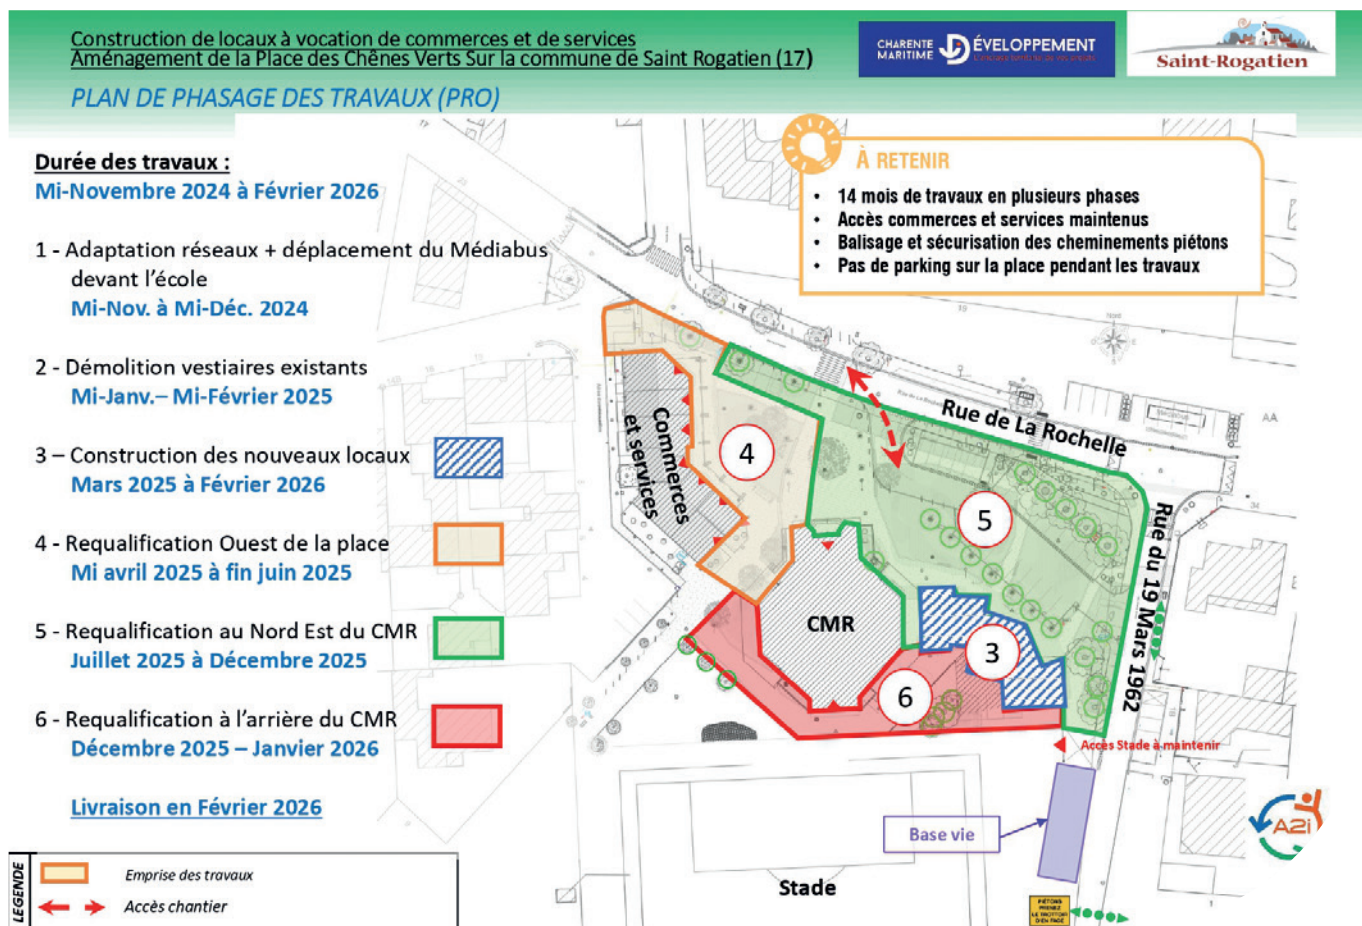 Construction de locaux à vocation de commerces et de services
Aménagement de la Place des Chênes Verts Sur la commune de Saint Rogatien (17)
PLAN DE PHASAGE DES TRAVAUX (PRO)
CHARENTE
MARITIME
DÉVELOPPEMENT
Saint-Rogatien
Durée des travaux :
Mi-Novembre 2024 à Février 2026
1 - Adaptation réseaux + déplacement du Médiabus
devant l'école
Mi-Nov. à Mi-Déc. 2024
2 - Démolition vestiaires existants
Mi-Janv.– Mi-Février 2025
3 – Construction des nouveaux locaux
Mars 2025 à Février 2026
4 - Requalification Ouest de la place
Mi avril 2025 à fin juin 2025
5 - Requalification au Nord Est du CMR
Juillet 2025 à Décembre 2025
6 - Requalification à l'arrière du CMR
Décembre 2025 – Janvier 2026
Livraison en Février 2026
LEGENDE
Emprise des travaux
Accès chantier
À RETENIR
• 14 mois de travaux en plusieurs phases
• Accès commerces et services maintenus
• Balisage et sécurisation des cheminements piétons
• Pas de parking sur la place pendant les travaux
Rue de La Rochelle
Commerces
et services
4
5
CMR
3
6
Rue du 19 Mars 1962
Accès Stade à maintenir
Base vie
Stade
A2i
PIÉTONS
PRENEZ
LE TROTTOIR
D'EN FACE